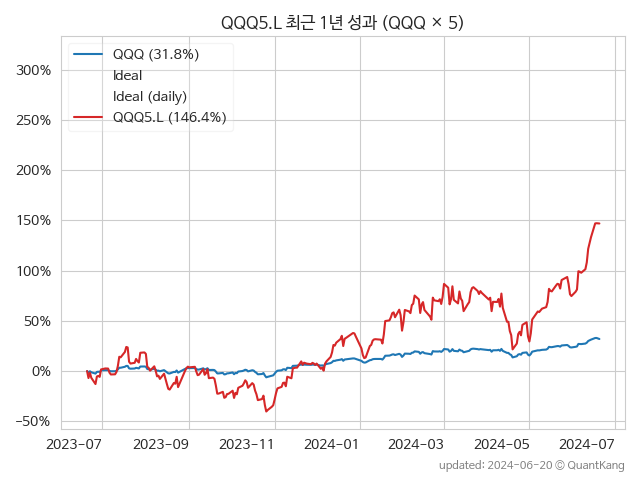 QQQ5.L 최근 1년 성과 (QQQ × 5)
QQQ (31.8%)
Ideal
Ideal (daily)
QQQ5.L (146.4%)
300%
250%
200%
150%
100%
50%
0%
−50%
2023-07 2023-09 2023-11 2024-01 2024-03 2024-05 2024-07
updated: 2024-06-20 © QuantKang